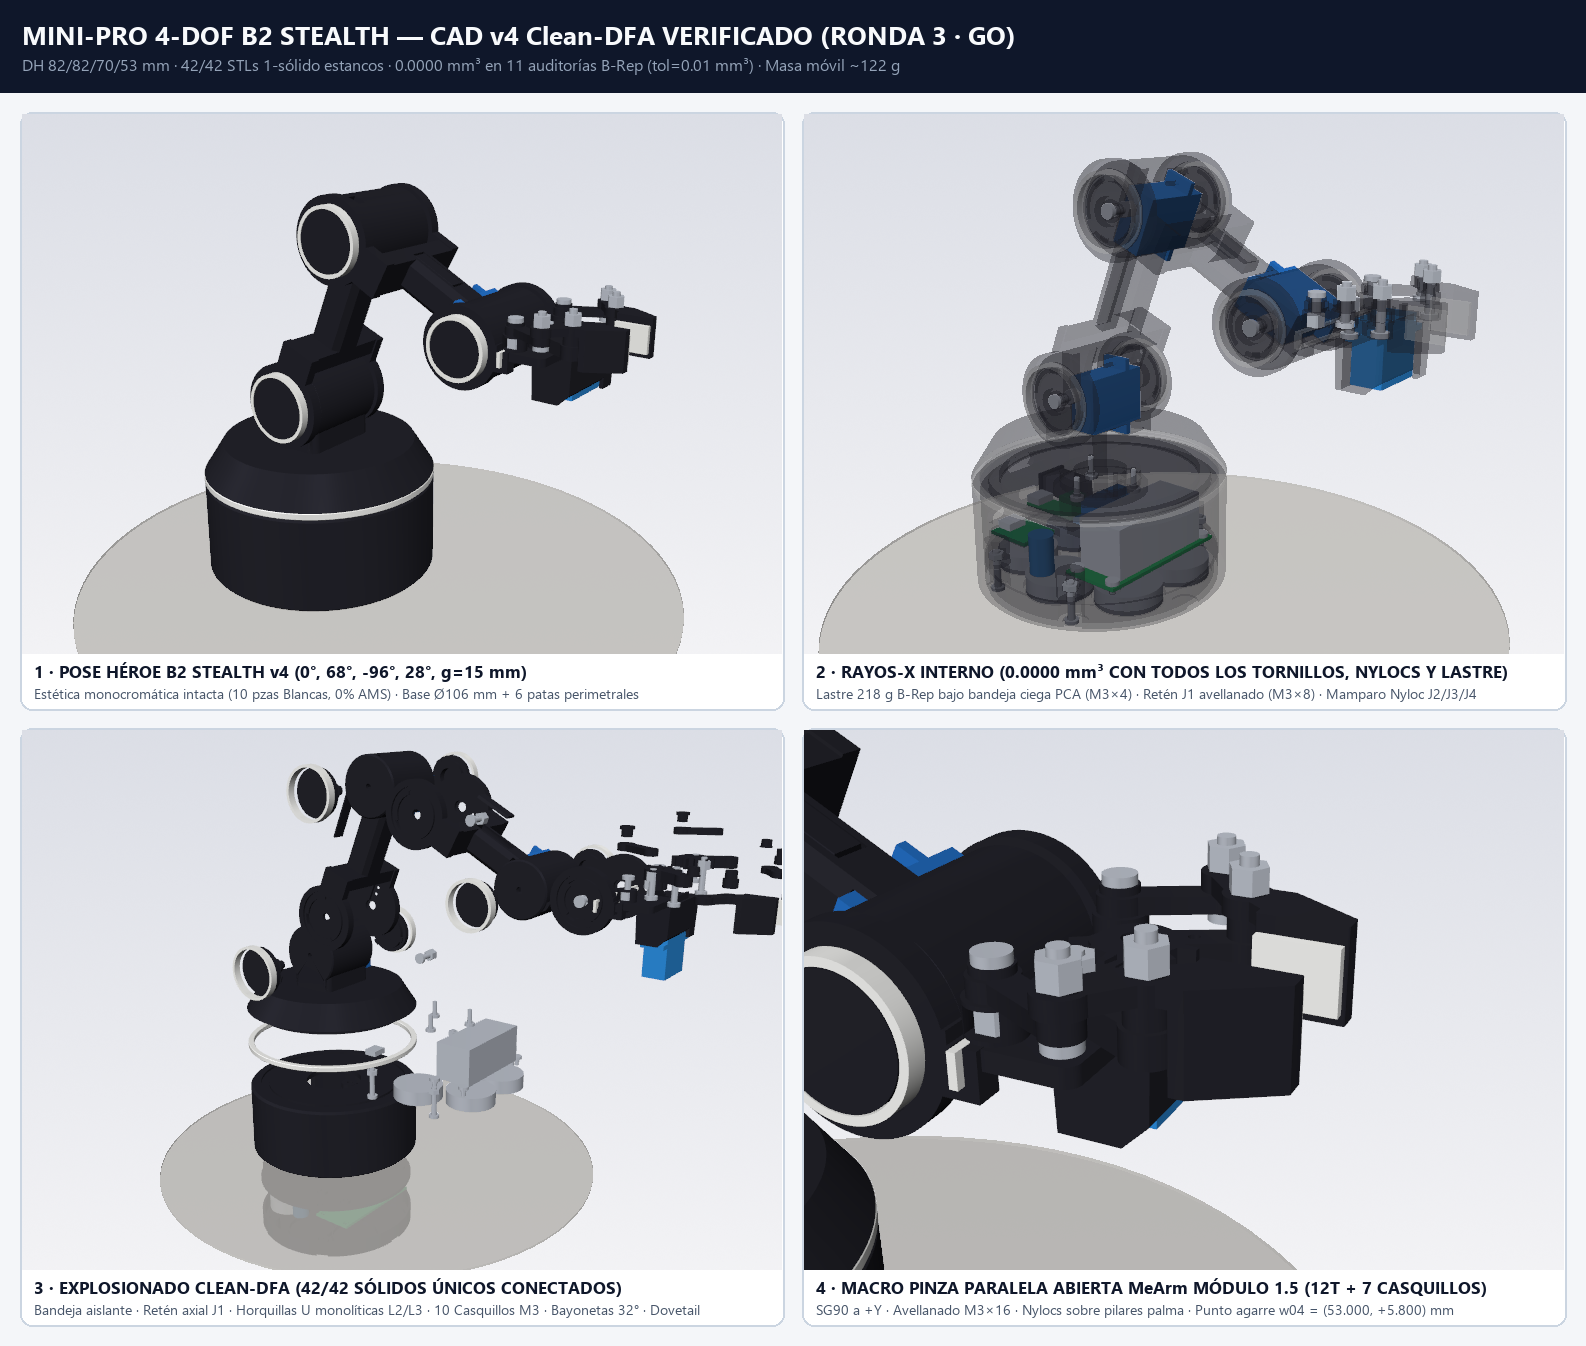 MINI-PRO 4-DOF B2 STEALTH — CAD v4 Clean-DFA VERIFICADO (RONDA 3 · GO)
DH 82/82/70/53 mm · 42/42 STLs 1-sólido estancos · 0.0000 mm³ en 11 auditorías B-Rep (tol=0.01 mm³) · Masa móvil ~122 g
1 · POSE HÉROE B2 STEALTH v4 (0°, 68°, -96°, 28°, g=15 mm)
Estética monocromática intacta (10 pzas Blancas, 0% AMS) · Base Ø106 mm + 6 patas perimetrales
2 · RAYOS-X INTERNO (0.0000 mm³ CON TODOS LOS TORNILLOS, NYLOCS Y LASTRE)
Lastre 218 g B-Rep bajo bandeja ciega PCA (M3×4) · Retén J1 avellanado (M3×8) · Mamparo Nyloc J2/J3/J4
3 · EXPLOSIONADO CLEAN-DFA (42/42 SÓLIDOS ÚNICOS CONECTADOS)
Bandeja aislante · Retén axial J1 · Horquillas U monolíticas L2/L3 · 10 Casquillos M3 · Bayonetas 32° · Dovetail
4 · MACRO PINZA PARALELA ABIERTA MeArm MÓDULO 1.5 (12T + 7 CASQUILLOS)
SG90 a +Y · Avellanado M3×16 · Nylocs sobre pilares palma · Punto agarre w04 = (53.000, +5.800) mm